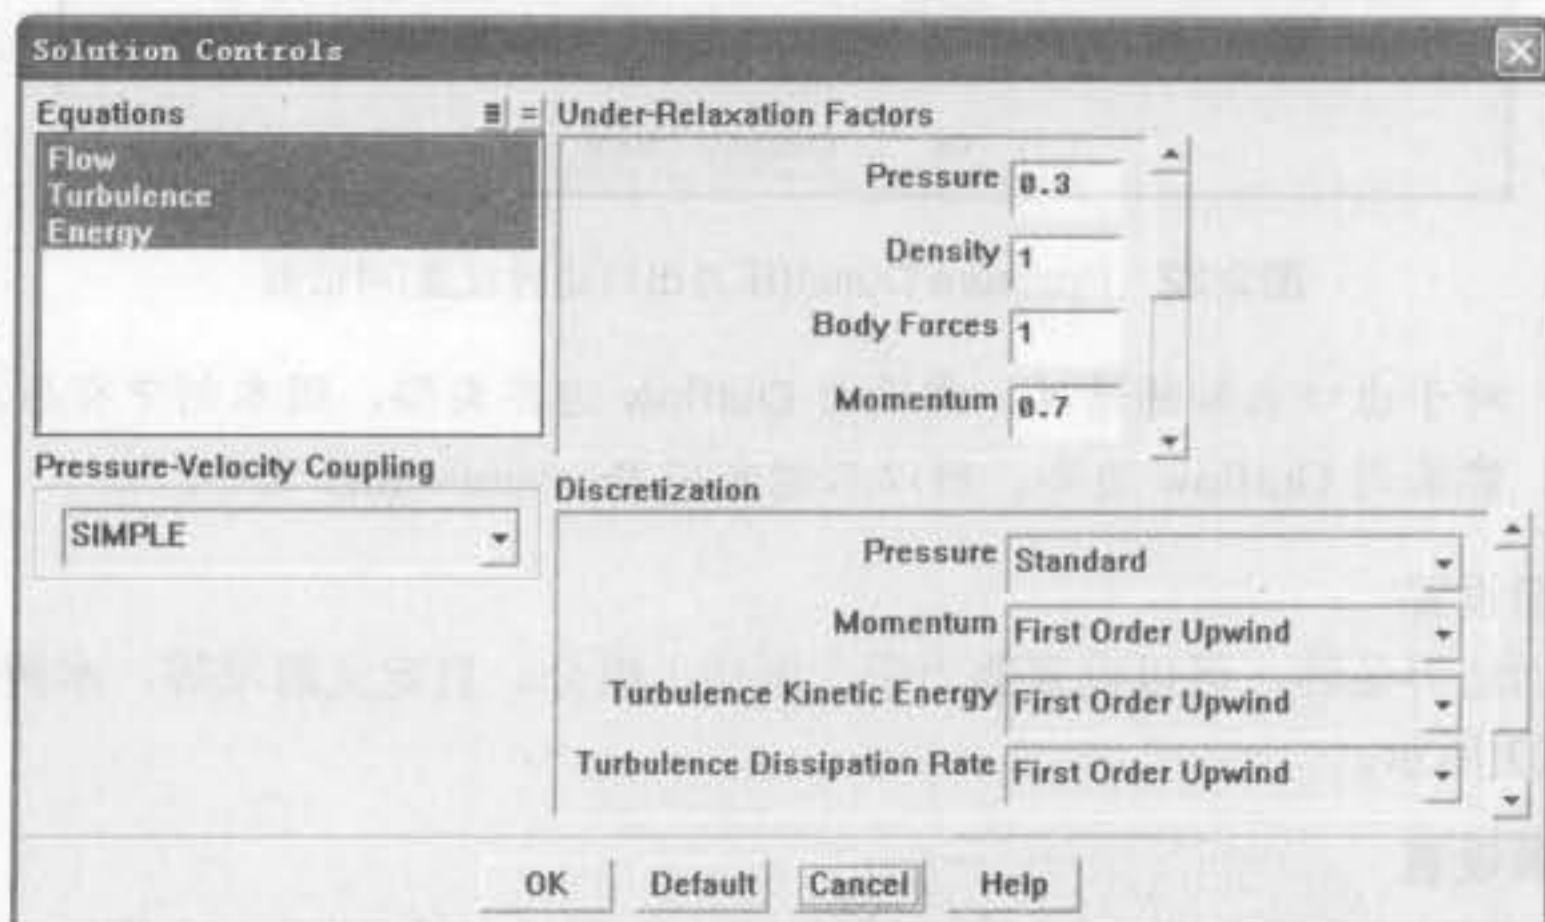 Solution Controls
Equations
Flow
Turbulence
Energy
Pressure-Velocity Coupling
SIMPLE
Under-Relaxation Factors
Pressure 0.3
Density 1
Body Forces 1
Momentum 0.7
Discretization
Pressure Standard
Momentum First Order Upwind
Turbulence Kinetic Energy First Order Upwind
Turbulence Dissipation Rate First Order Upwind
OK Default Cancel Help